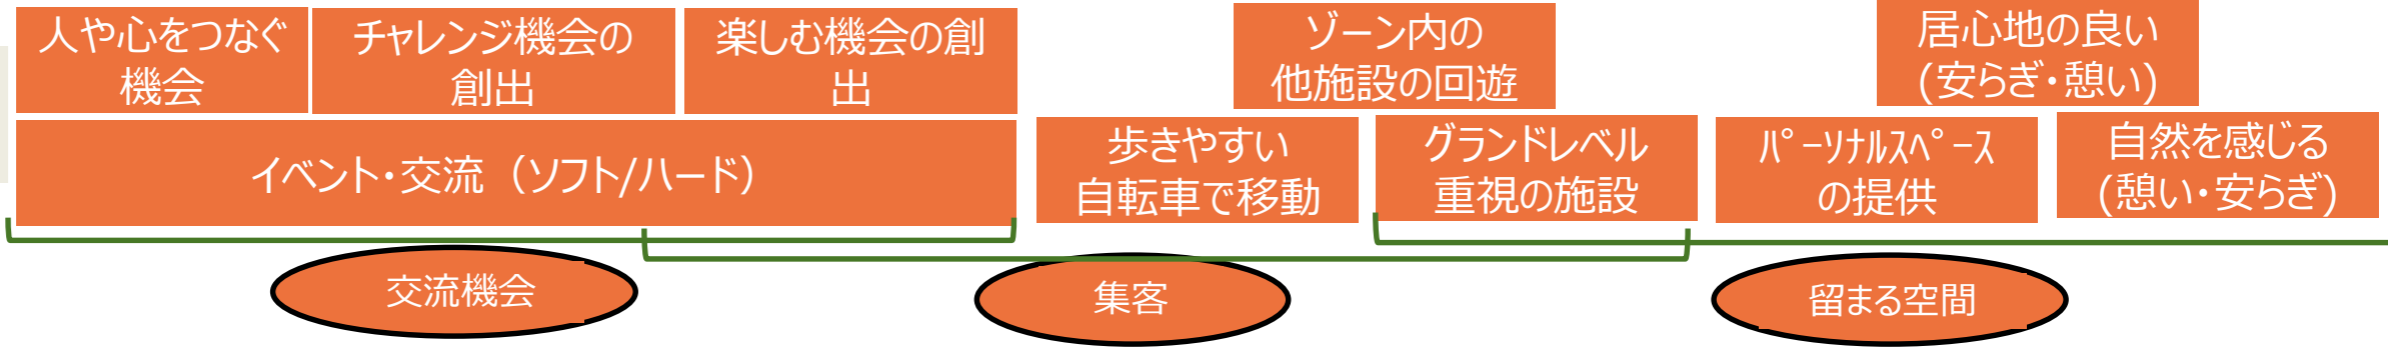 人や心をつなぐ
機会
チャレンジ機会の
創出
楽しむ機会の創
出
イベント・交流（ソフト/ハード）
歩きやすい
自転車で移動
ゾーン内の
他施設の回遊
グランドレベル
重視の施設
居心地の良い
(安らぎ・憩い)
ﾊﾟｰｿﾅﾙｽﾍﾟｰｽ
の提供
自然を感じる
(憩い・安らぎ)
交流機会
集客
留まる空間